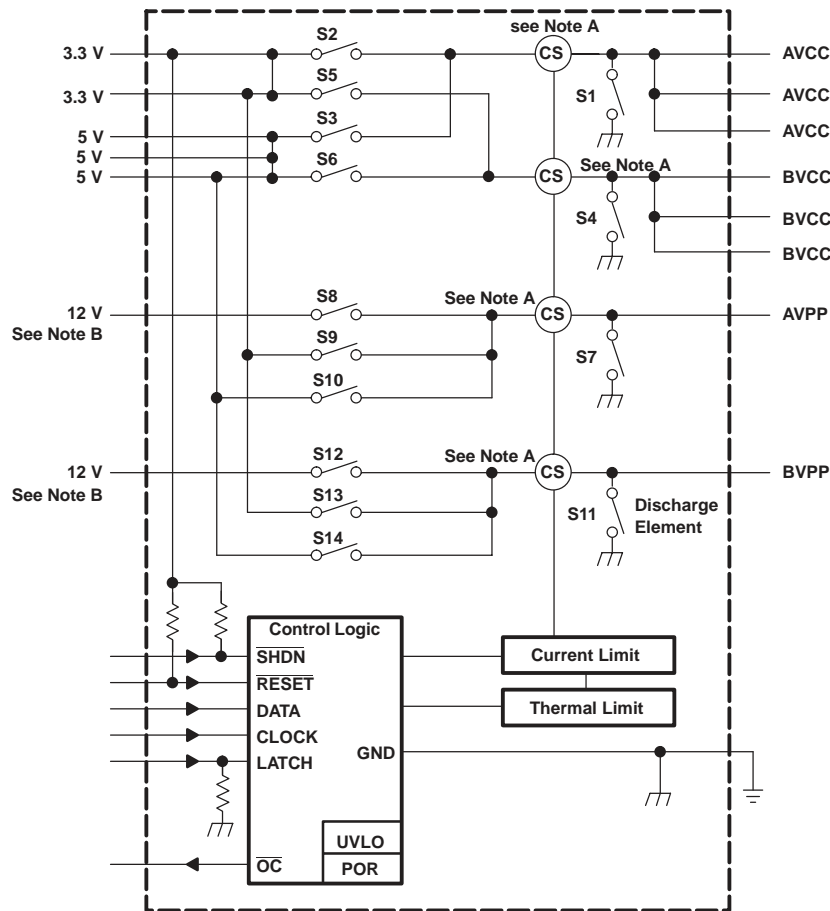 see Note A
S2
3.3 V
CS
AVCC
S5
3.3 V
S1
AVCC
S3
5 V
AVCC
5 V
S6
See Note A
5 V
CS
BVCC
S4
BVCC
BVCC
S8
See Note A
12 V
CS
AVPP
See Note B
S9
S7
S10
S12
See Note A
12 V
CS
BVPP
See Note B
S13
S11
Discharge
Element
S14
Control Logic
SHDN
Current Limit
RESET
Thermal Limit
DATA
CLOCK
GND
LATCH
UVLO
OC
POR